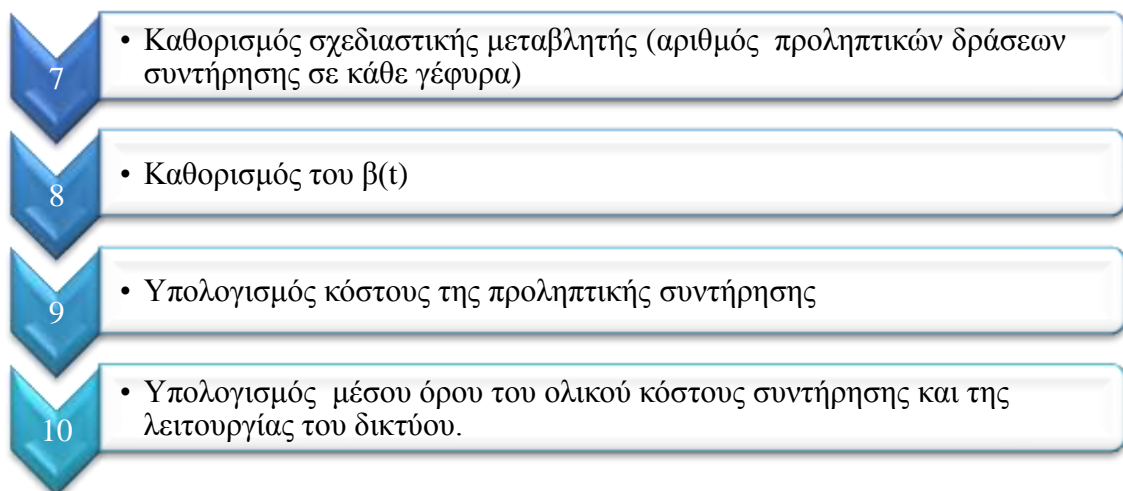 7
• Καθορισμός σχεδιαστικής μεταβλητής (αριθμός προληπτικών δράσεων
συντήρησης σε κάθε γέφυρα)
8
• Καθορισμός του β(t)
9
• Υπολογισμός κόστους της προληπτικής συντήρησης
10
• Υπολογισμός μέσου όρου του ολικού κόστους συντήρησης και της
λειτουργίας του δικτύου.